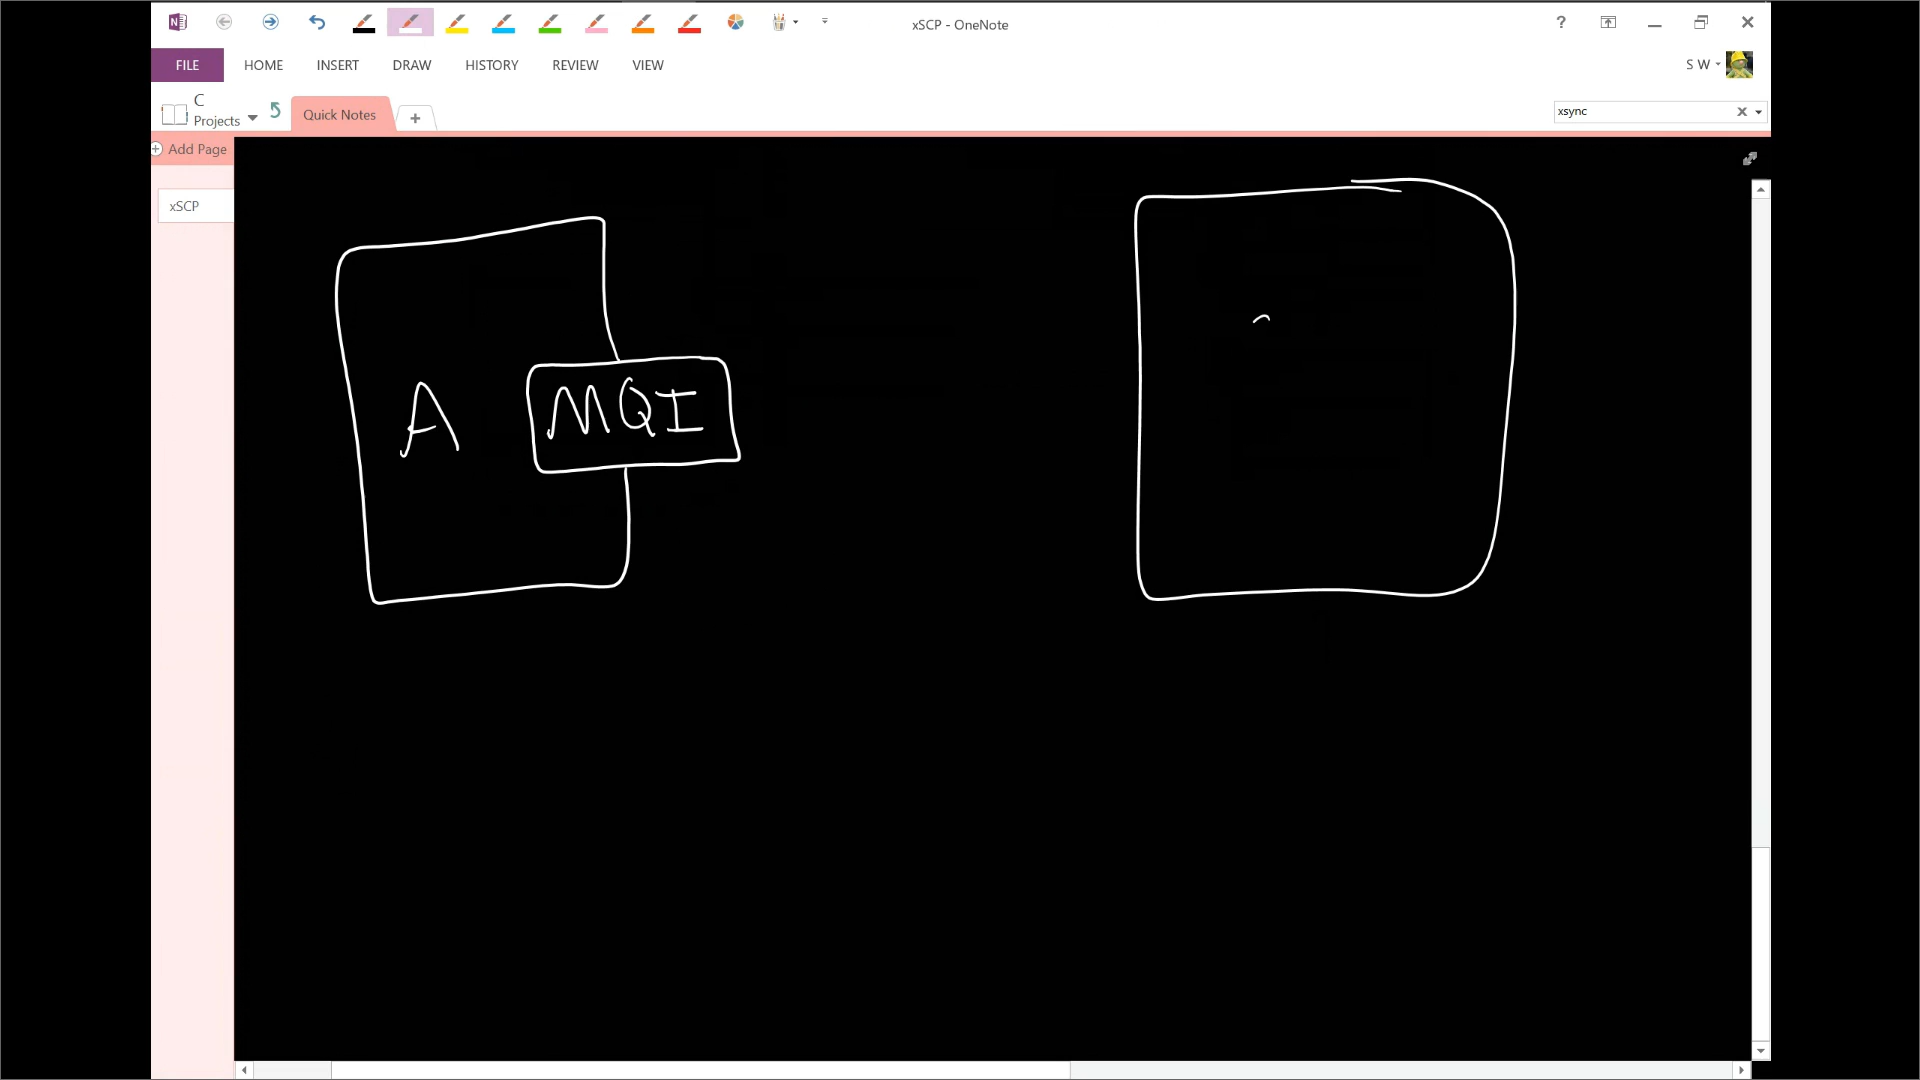 xSCP - OneNote
?
FILE HOME INSERT DRAW HISTORY REVIEW VIEW
S W
C
Projects
Quick Notes
+
xsync
Add Page
xSCP
A
MQI